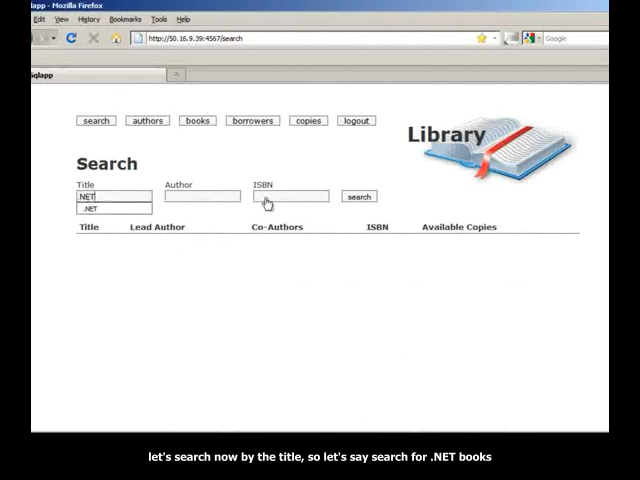 lapp - Mozilla Firefox
Edit View History Bookmarks Tools Help
http://50.16.9.39:4567/search
Google
Sqlapp
search authors books borrowers copies logout
Library
Search
Title Author ISBN
.NET search
.NET
Title Lead Author Co-Authors ISBN Available Copies
let's search now by the title, so let's say search for .NET books